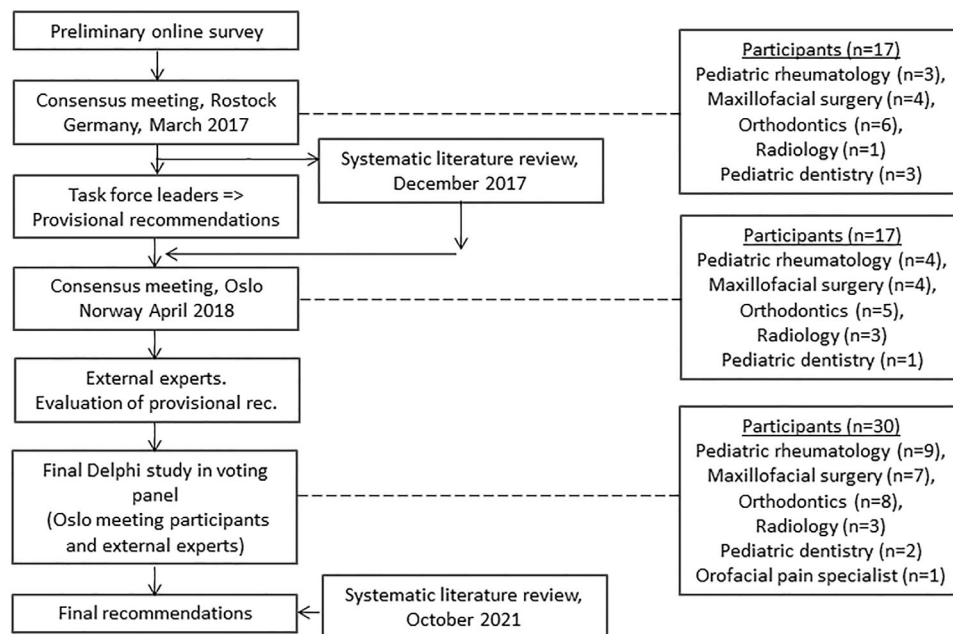 Preliminary online survey
Consensus meeting, Rostock
Germany, March 2017
Participants (n=17)
Pediatric rheumatology (n=3),
Maxillofacial surgery (n=4),
Orthodontics (n=6),
Radiology (n=1)
Pediatric dentistry (n=3)
Systematic literature review,
December 2017
Task force leaders =>
Provisional recommendations
Consensus meeting, Oslo
Norway April 2018
Participants (n=17)
Pediatric rheumatology (n=4),
Maxillofacial surgery (n=4),
Orthodontics (n=5),
Radiology (n=3)
Pediatric dentistry (n=1)
External experts.
Evaluation of provisional rec.
Final Delphi study in voting
panel
(Oslo meeting participants
and external experts)
Participants (n=30)
Pediatric rheumatology (n=9),
Maxillofacial surgery (n=7),
Orthodontics (n=8),
Radiology (n=3)
Pediatric dentistry (n=2)
Orofacial pain specialist (n=1)
Final recommendations
Systematic literature review,
October 2021